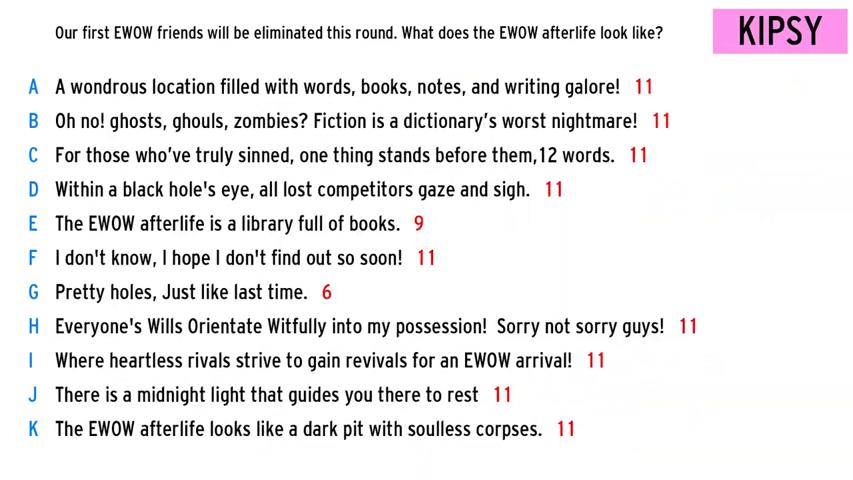 Our first EWOW friends will be eliminated this round. What does the EWOW afterlife look like?
KIPSY
A A wondrous location filled with words, books, notes, and writing galore! 11
B Oh no! ghosts, ghouls, zombies? Fiction is a dictionary’s worst nightmare! 11
C For those who’ve truly sinned, one thing stands before them,12 words. 11
D Within a black hole's eye, all lost competitors gaze and sigh. 11
E The EWOW afterlife is a library full of books. 9
F I don't know, I hope I don't find out so soon! 11
G Pretty holes, Just like last time. 6
H Everyone's Wills Orientate Witfully into my possession! Sorry not sorry guys! 11
I Where heartless rivals strive to gain revivals for an EWOW arrival! 11
J There is a midnight light that guides you there to rest 11
K The EWOW afterlife looks like a dark pit with soulless corpses. 11